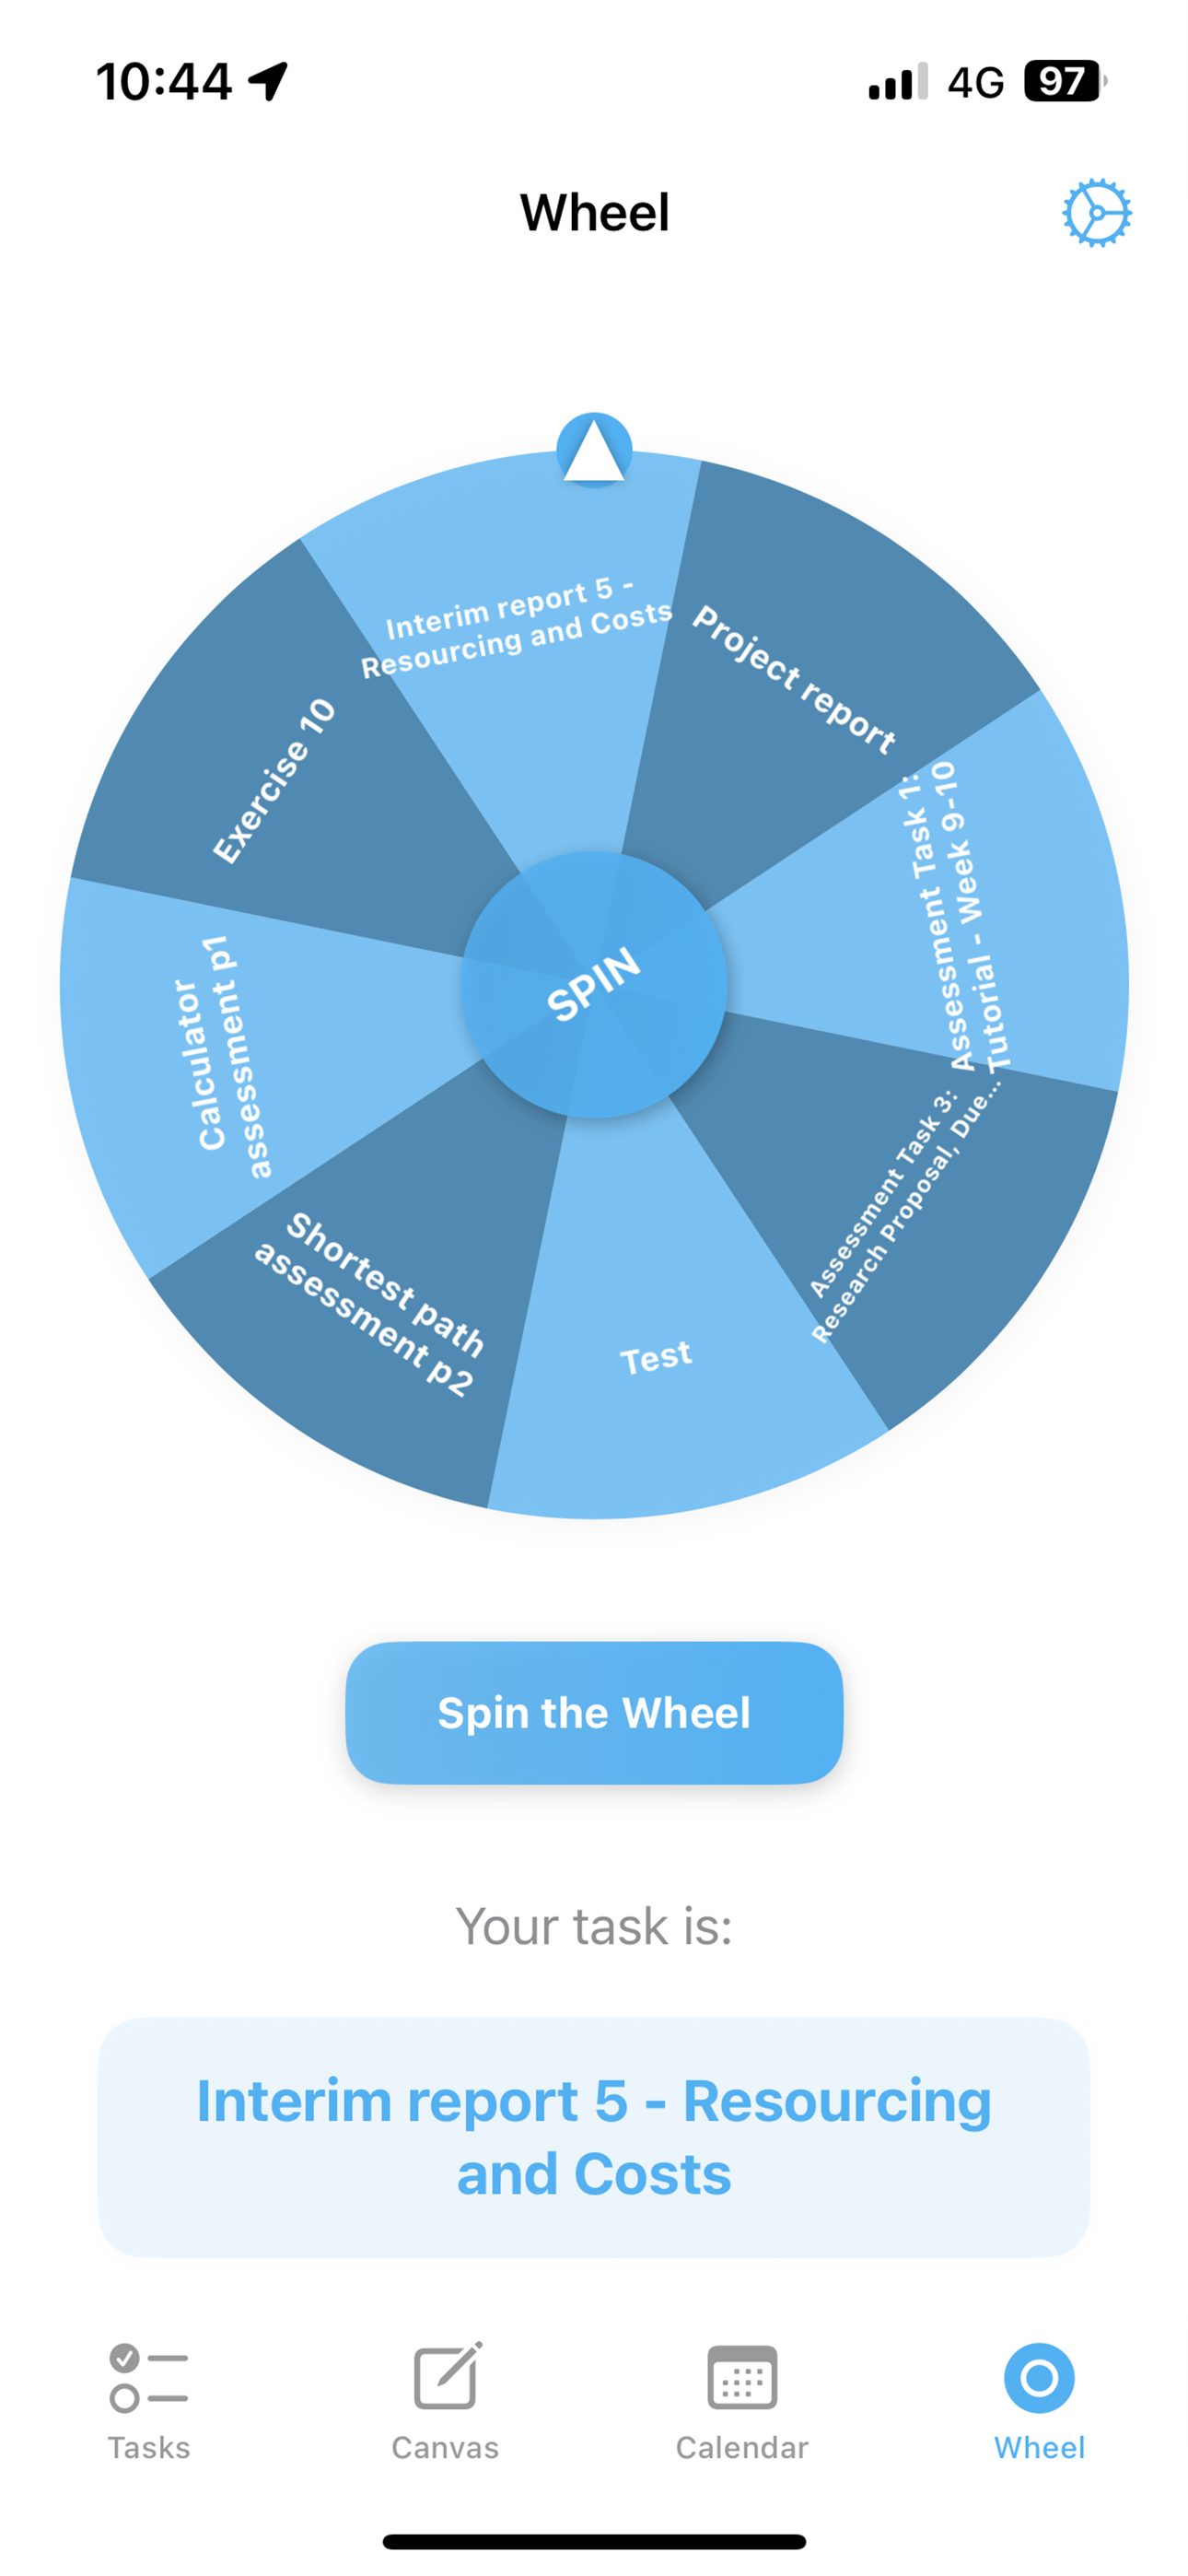 10:44
4G
97
Wheel
Interim report 5 -
Resourcing and Costs
Project report
Assessment Task 1:
Tutorial - Week 9-10
Assessment Task 3:
Research Proposal, Due...
Test
Shortest path
assessment p2
Calculator
assessment p1
Exercise 10
SPIN
Spin the Wheel
Your task is:
Interim report 5 - Resourcing
and Costs
Tasks
Canvas
Calendar
Wheel